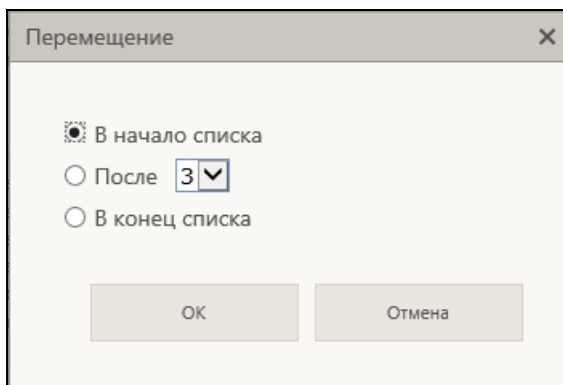 Перемещение
В начало списка
После 3
В конец списка
ОК Отмена